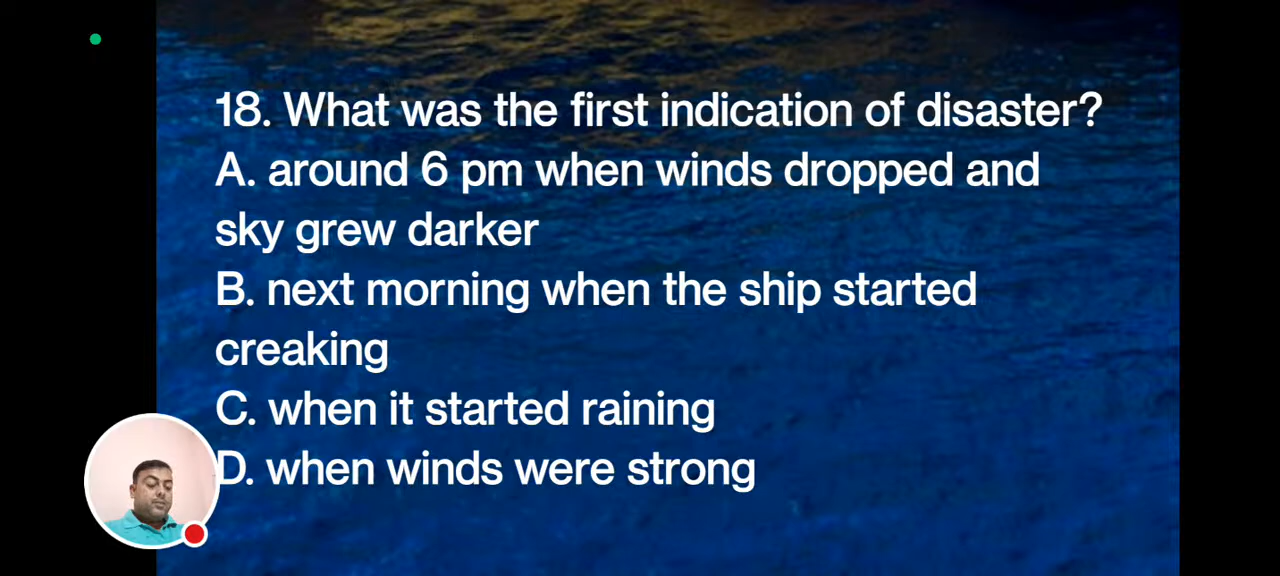 18. What was the first indication of disaster?
A. around 6 pm when winds dropped and
sky grew darker
B. next morning when the ship started
creaking
C. when it started raining
D. when winds were strong